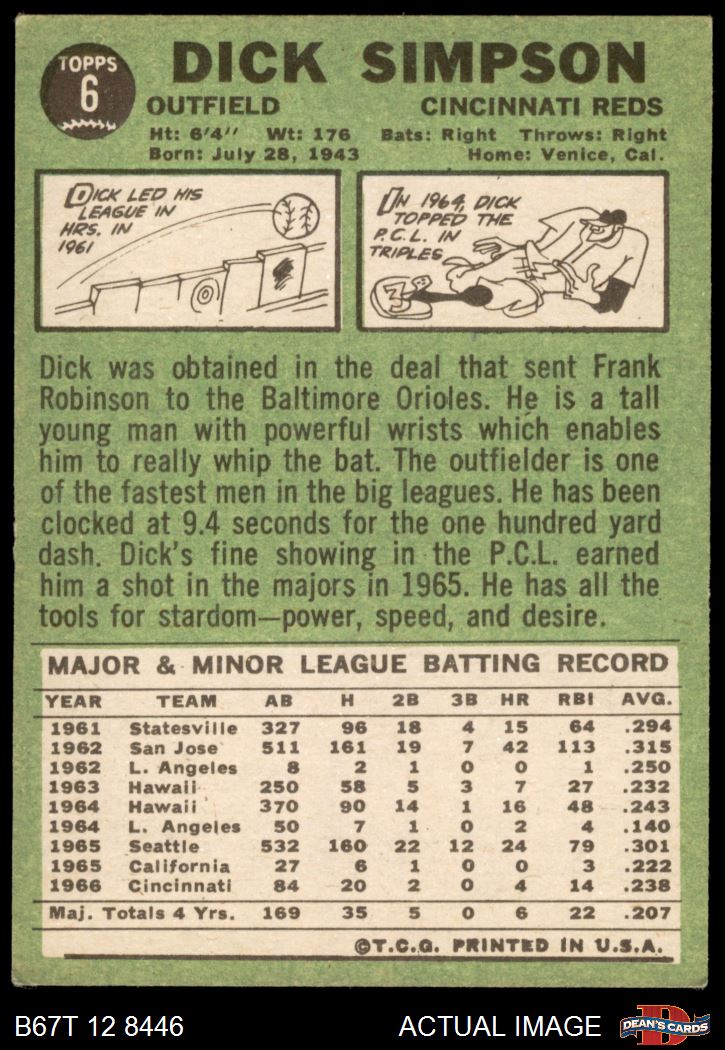 TOPPS
6
DICK SIMPSON
OUTFIELD CINCINNATI REDS
Ht: 6'4" Wt: 176 Bats: Right Throws: Right
Born: July 28, 1943 Home: Venice, Cal.
DICK LED HIS
LEAGUE IN
HRS. IN
1961
IN 1964, DICK
TOPPED THE
P.C.L. IN
TRIPLES
3
Dick was obtained in the deal that sent Frank
Robinson to the Baltimore Orioles. He is a tall
young man with powerful wrists which enables
him to really whip the bat. The outfielder is one
of the fastest men in the big leagues. He has been
clocked at 9.4 seconds for the one hundred yard
dash. Dick's fine showing in the P.C.L. earned
him a shot in the majors in 1965. He has all the
tools for stardom—power, speed, and desire.
MAJOR & MINOR LEAGUE BATTING RECORD
YEAR TEAM AB H 2B 3B HR RBI AVG.
1961 Statesville 327 96 18 4 15 64 .294
1962 San Jose 511 161 19 7 42 113 .315
1962 L. Angeles 8 2 1 0 0 1 .250
1963 Hawaii 250 58 5 3 7 27 .232
1964 Hawaii 370 90 14 1 16 48 .243
1964 L. Angeles 50 7 1 0 2 4 .140
1965 Seattle 532 160 22 12 24 79 .301
1965 California 27 6 1 0 0 3 .222
1966 Cincinnati 84 20 2 0 4 14 .238
Maj. Totals 4 Yrs. 169 35 5 0 6 22 .207
©T.C.G. PRINTED IN U.S.A.
B67T 12 8446 ACTUAL IMAGE
D
DEAN'S CARDS